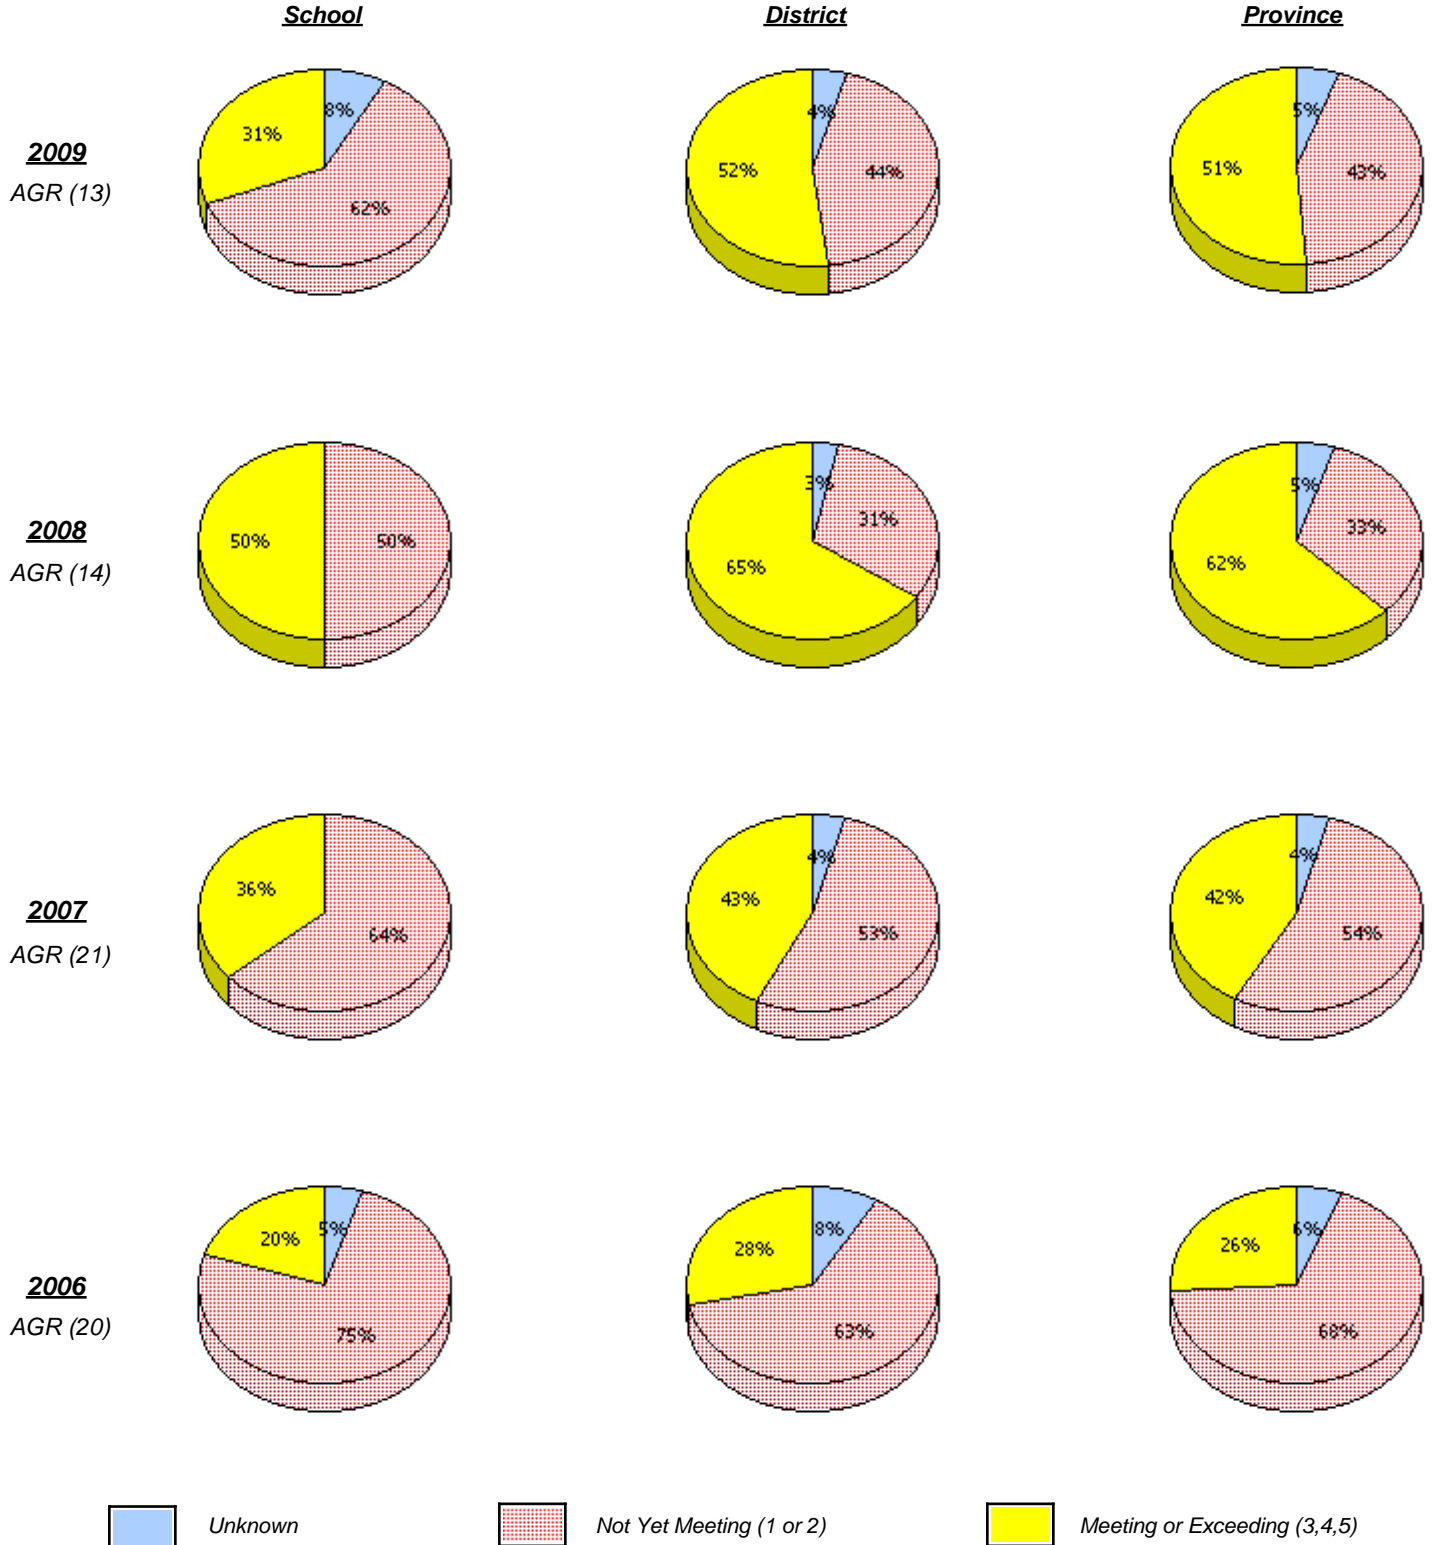 School District Province
8% 31% 62%
4% 52% 44%
5% 51% 43%
2009
AGR (13)
50% 50%
3% 31% 65%
5% 33% 62%
2008
AGR (14)
36% 64%
4% 43% 53%
4% 42% 54%
2007
AGR (21)
5% 20% 75%
8% 28% 63%
6% 26% 68%
2006
AGR (20)
Unknown Not Yet Meeting (1 or 2) Meeting or Exceeding (3,4,5)